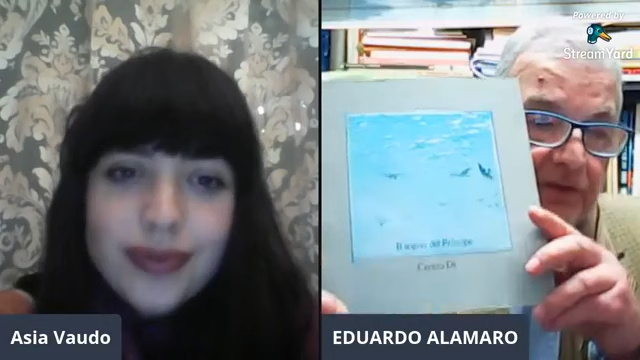 Powered by
StreamYard
Il sogno del Principe
Centro Di
Asia Vaudo
EDUARDO ALAMARO